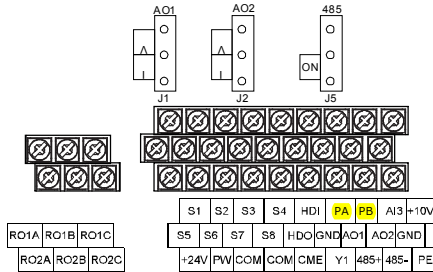 AO1 AO2 485
V V
I I ON
J1 J2 J5
S1 S2 S3 S4 HDI PA PB AI3 +10V
RO1A RO1B RO1C S5 S6 S7 S8 HDO GND AO1 AO2 GND
RO2A RO2B RO2C +24V PW COM COM CME Y1 485+ 485- PE